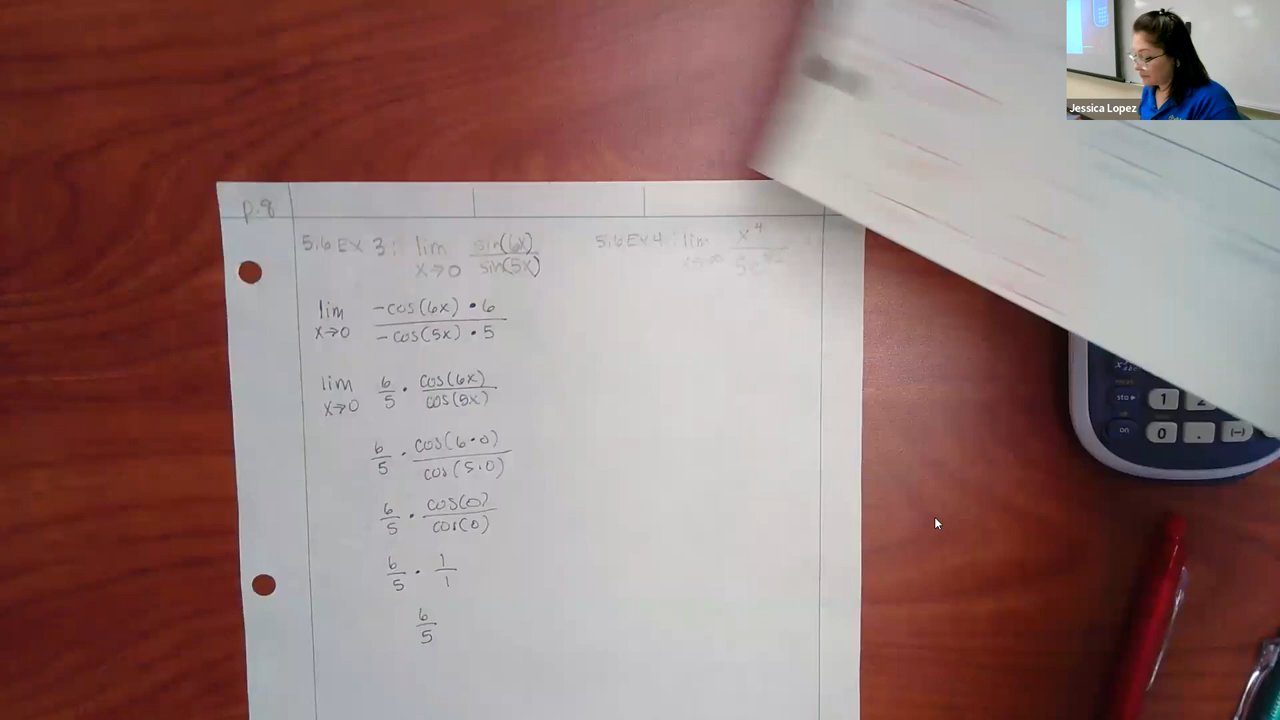 Jessica Lopez
p.8
5.6 Ex 3: lim x→0 sin(6x)/sin(5x)
lim x→0 -cos(6x) • 6 / -cos(5x) • 5
lim x→0 6/5 • cos(6x)/cos(5x)
6/5 • cos(6•0)/cos(5•0)
6/5 • cos(0)/cos(0)
6/5 • 1/1
6/5
5.6 Ex 4: lim x^4
sto▸ 1 2
on 0 . (-)